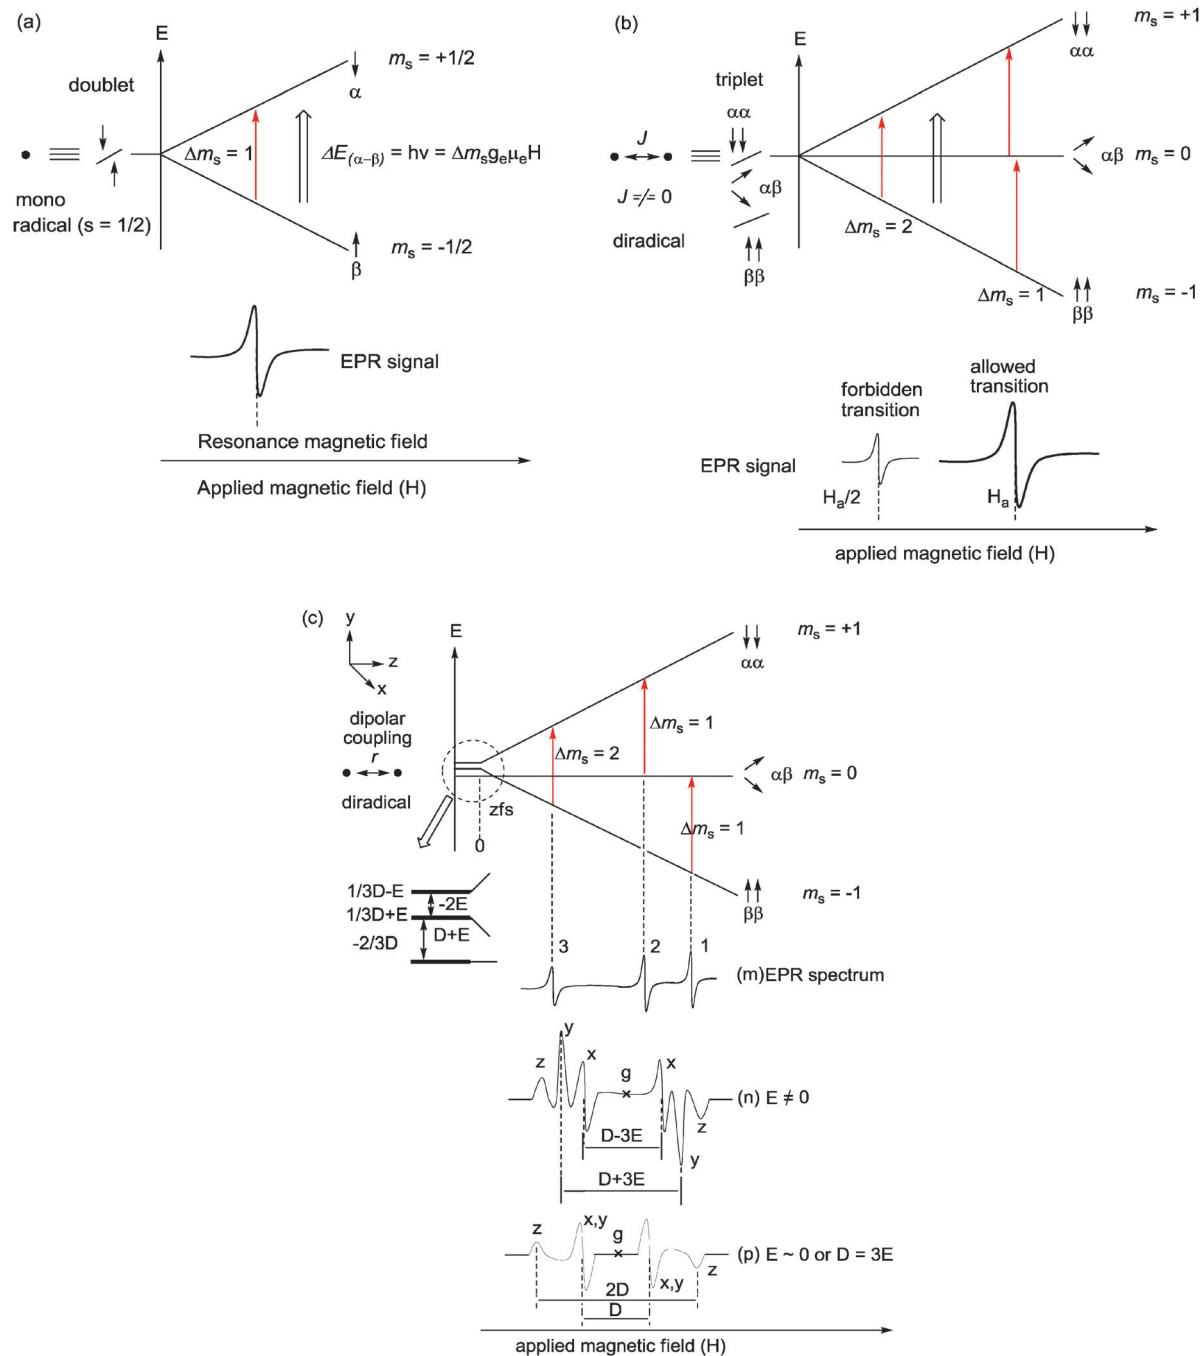 (a)
E
doublet
m_s = +1/2
α
Δm_s = 1
ΔE_(α−β) = hν = Δm_s g_e μ_e H
mono
radical (s = 1/2)
m_s = -1/2
β
EPR signal
Resonance magnetic field
Applied magnetic field (H)
(b)
E
m_s = +1
αα
triplet
αα
J
J =/= 0
αβ
αβ m_s = 0
diradical
ββ
Δm_s = 2
Δm_s = 1
m_s = -1
ββ
allowed
transition
forbidden
transition
EPR signal
H_a/2
H_a
applied magnetic field (H)
(c)
y
z
x
E
m_s = +1
αα
dipolar
coupling
r
diradical
Δm_s = 1
Δm_s = 2
αβ m_s = 0
zfs
0
Δm_s = 1
m_s = -1
ββ
1/3D-E
-2E
1/3D+E
D+E
-2/3D
3
2
1
(m)EPR spectrum
y
z
x
g
x
(n) E ≠ 0
z
D-3E
y
D+3E
z
x,y
g
(p) E ~ 0 or D = 3E
z
x,y
2D
D
applied magnetic field (H)